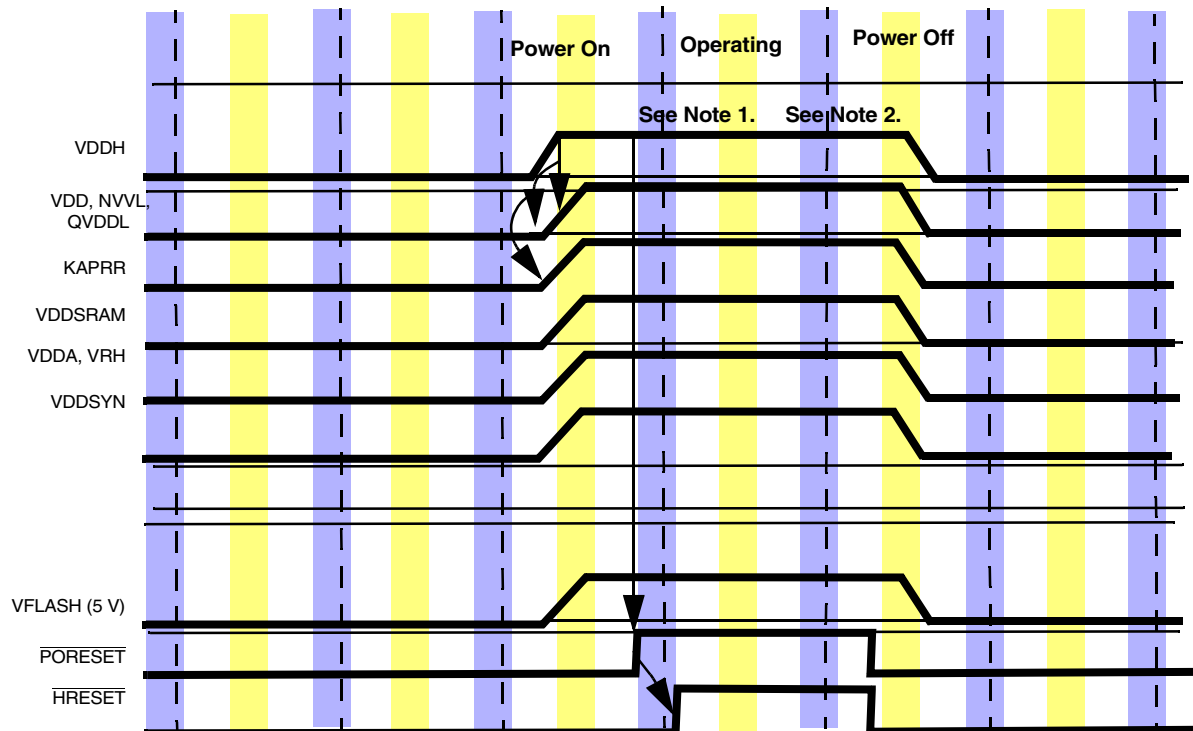 Power On
Operating
Power Off
See Note 1.
See Note 2.
VDDH
VDD, NVVL,
QVDDL
KAPRR
VDDSRAM
VDDA, VRH
VDDSYN
VFLASH (5 V)
PORESET
HRESET